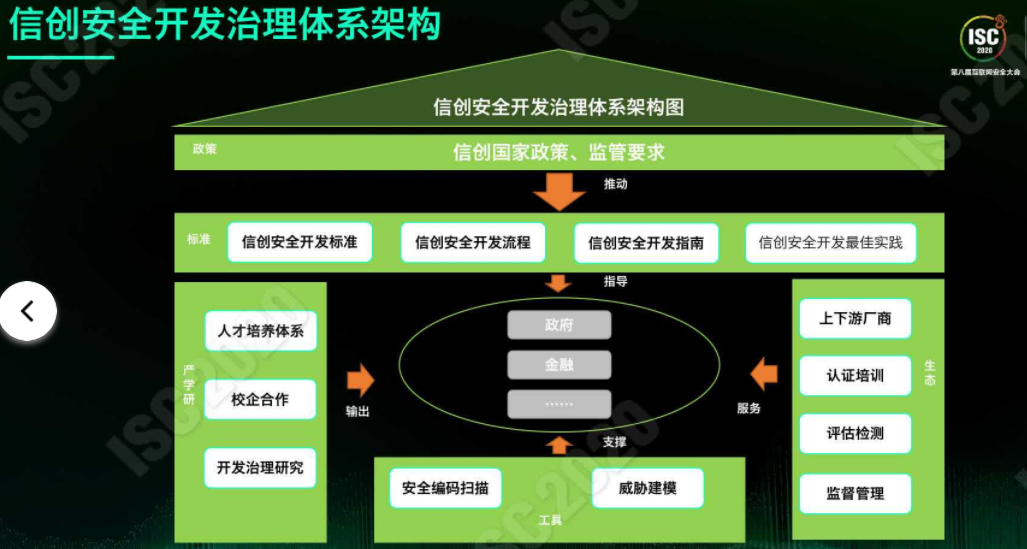 信创安全开发治理体系架构
ISC
2020
第八届互联网安全大会
信创安全开发治理体系架构图
政策
信创国家政策、监管要求
推动
标准
信创安全开发标准
信创安全开发流程
信创安全开发指南
信创安全开发最佳实践
指导
产学研
人才培养体系
校企合作
开发治理研究
输出
政府
金融
……
服务
上下游厂商
认证培训
评估检测
监督管理
生态
支撑
安全编码扫描
威胁建模
工具
ISC 2020
ISC 2020
ISC 2020
ISC 2020